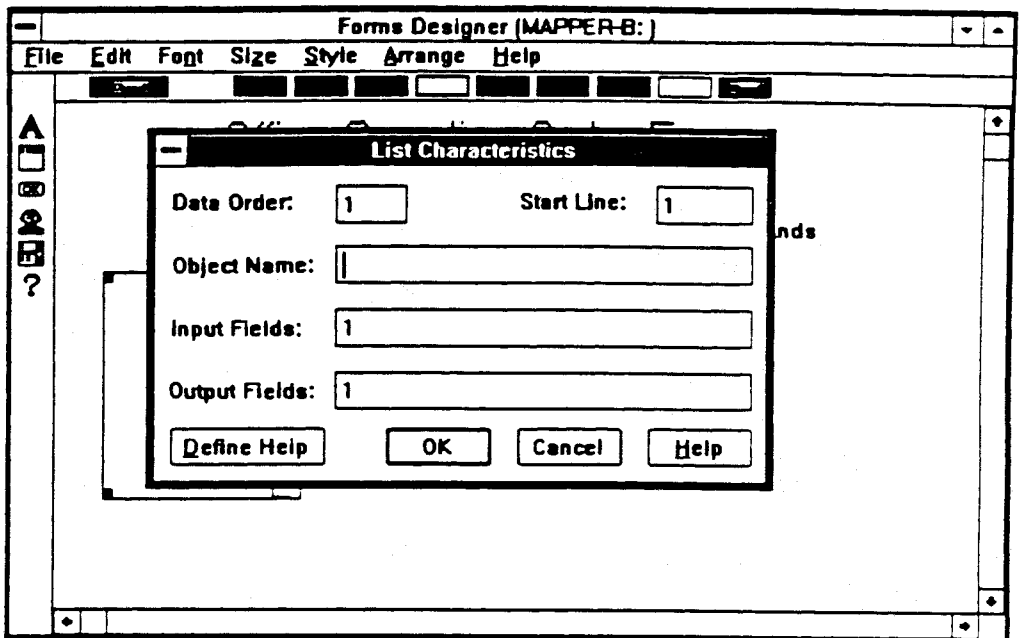 Forms Designer (MAPPER-B: )
File Edit Font Size Style Arrange Help
List Characteristics
Data Order: 1 Start Line: 1
nds
Object Name:
Input Fields: 1
Output Fields: 1
Define Help OK Cancel Help
A
OK
?